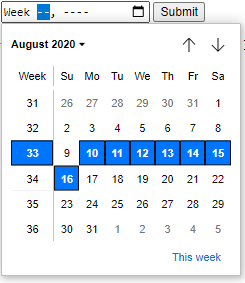 Week --, ---- Submit
August 2020
Week Su Mo Tu We Th Fr Sa
31 26 27 28 29 30 31 1
32 2 3 4 5 6 7 8
33 9 10 11 12 13 14 15
34 16 17 18 19 20 21 22
35 23 24 25 26 27 28 29
36 30 31 1 2 3 4 5
This week